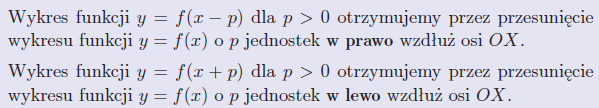 Wykres funkcji y = f(x − p) dla p > 0 otrzymujemy przez przesunięcie
wykresu funkcji y = f(x) o p jednostek w prawo wzdłuż osi OX.
Wykres funkcji y = f(x + p) dla p > 0 otrzymujemy przez przesunięcie
wykresu funkcji y = f(x) o p jednostek w lewo wzdłuż osi OX.